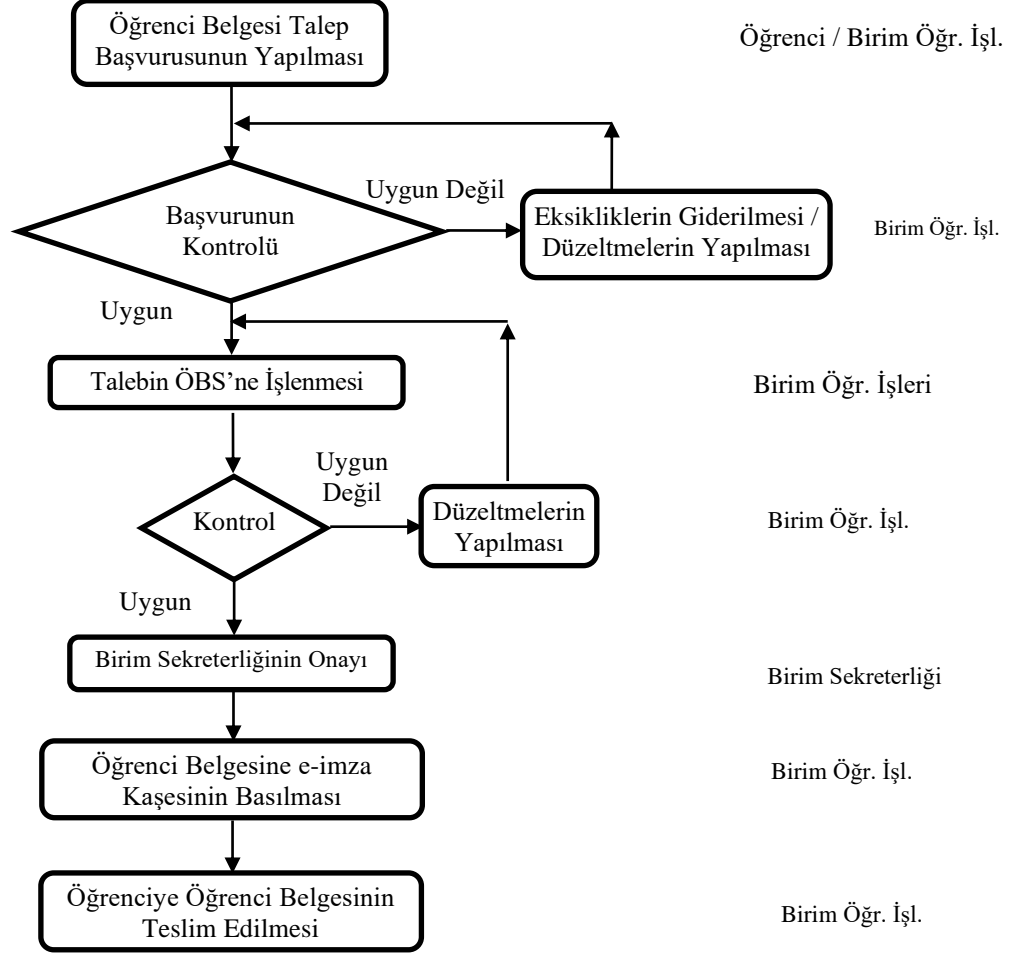 Öğrenci Belgesi Talep
Başvurusunun Yapılması
Öğrenci / Birim Öğr. İşl.
Uygun Değil
Başvurunun
Kontrolü
Eksikliklerin Giderilmesi /
Düzeltmelerin Yapılması
Birim Öğr. İşl.
Uygun
Talebin ÖBS’ne İşlenmesi
Birim Öğr. İşleri
Uygun
Değil
Kontrol
Düzeltmelerin
Yapılması
Birim Öğr. İşl.
Uygun
Birim Sekreterliğinin Onayı
Birim Sekreterliği
Öğrenci Belgesine e-imza
Kaşesinin Basılması
Birim Öğr. İşl.
Öğrenciye Öğrenci Belgesinin
Teslim Edilmesi
Birim Öğr. İşl.